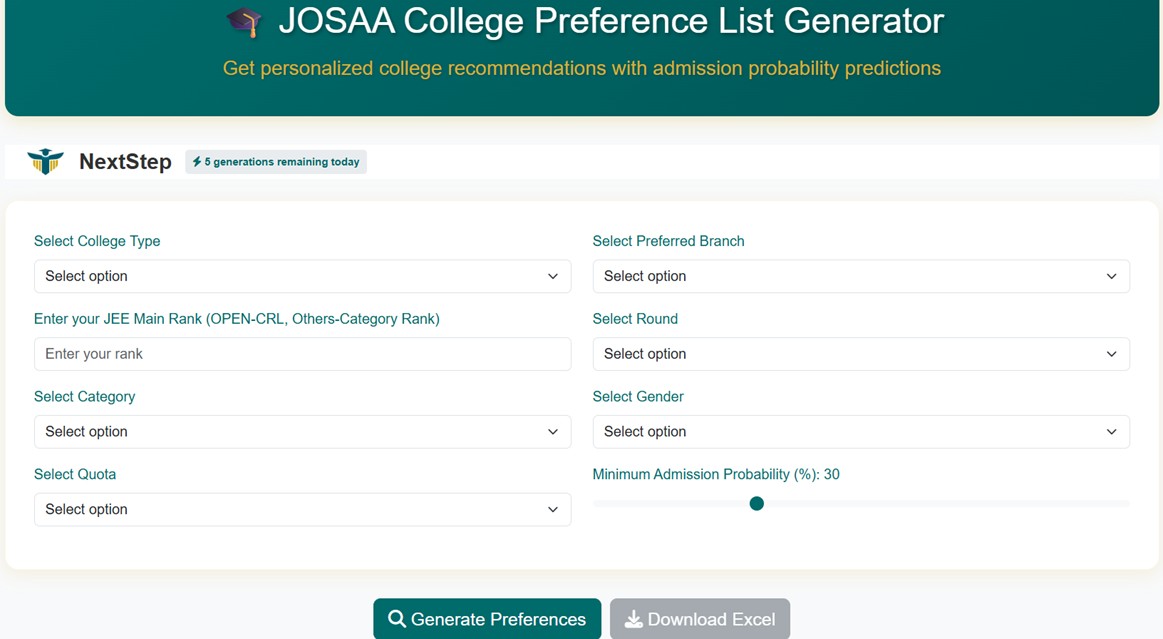 🎓 JOSAA College Preference List Generator
Get personalized college recommendations with admission probability predictions
NextStep
5 generations remaining today
Select College Type
Select option
Select Preferred Branch
Select option
Enter your JEE Main Rank (OPEN-CRL, Others-Category Rank)
Enter your rank
Select Round
Select option
Select Category
Select option
Select Gender
Select option
Select Quota
Select option
Minimum Admission Probability (%): 30
Generate Preferences
Download Excel